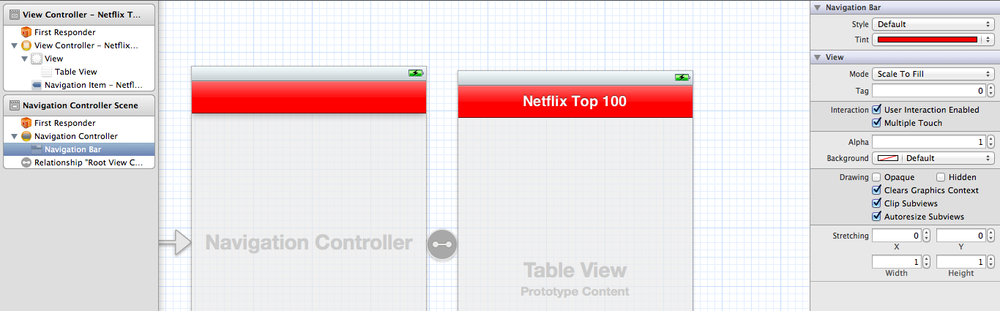 View Controller – Netflix T...
First Responder
View Controller – Netflix...
View
Table View
Navigation Item – Netfl...
Navigation Controller Scene
First Responder
Navigation Controller
Navigation Bar
Relationship "Root View C...
Navigation Controller
Netflix Top 100
Table View
Prototype Content
Navigation Bar
Style Default
Tint
View
Mode Scale To Fill
Tag 0
Interaction User Interaction Enabled
Multiple Touch
Alpha 1
Background Default
Drawing Opaque Hidden
Clears Graphics Context
Clip Subviews
Autoresize Subviews
Stretching 0 0
X Y
1 1
Width Height